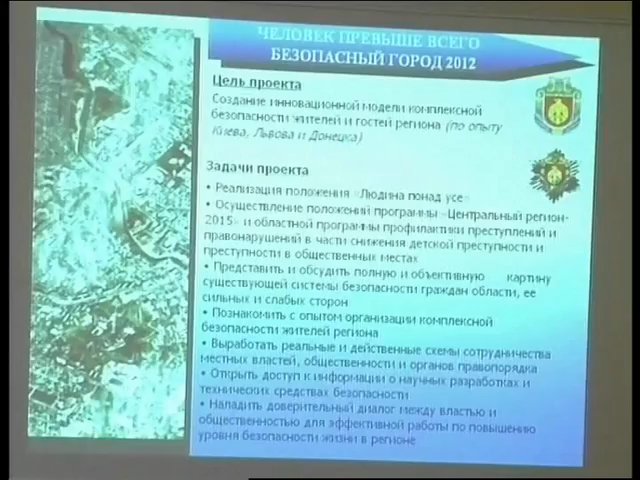 ЧЕЛОВЕК ПРЕВЫШЕ ВСЕГО
БЕЗОПАСНЫЙ ГОРОД 2012
Цель проекта
Создание инновационной модели комплексной
безопасности жителей и гостей региона (по опыту
Киева, Львова и Донецка)
Задачи проекта
• Реализация положения «Людина понад усе»
• Осуществление положений программы «Центральный регион-
2015» и областной программы профилактики преступлений и
правонарушений в части снижения детской преступности и
преступности в общественных местах
• Представить и обсудить полную и объективную картину
существующей системы безопасности граждан области, ее
сильных и слабых сторон
• Познакомить с опытом организации комплексной
безопасности жителей региона
• Выработать реальные и действенные схемы сотрудничества
местных властей, общественности и органов правопорядка
• Открыть доступ к информации о научных разработках и
технических средствах безопасности
• Наладить доверительный диалог между властью и
общественностью для эффективной работы по повышению
уровня безопасности жизни в регионе